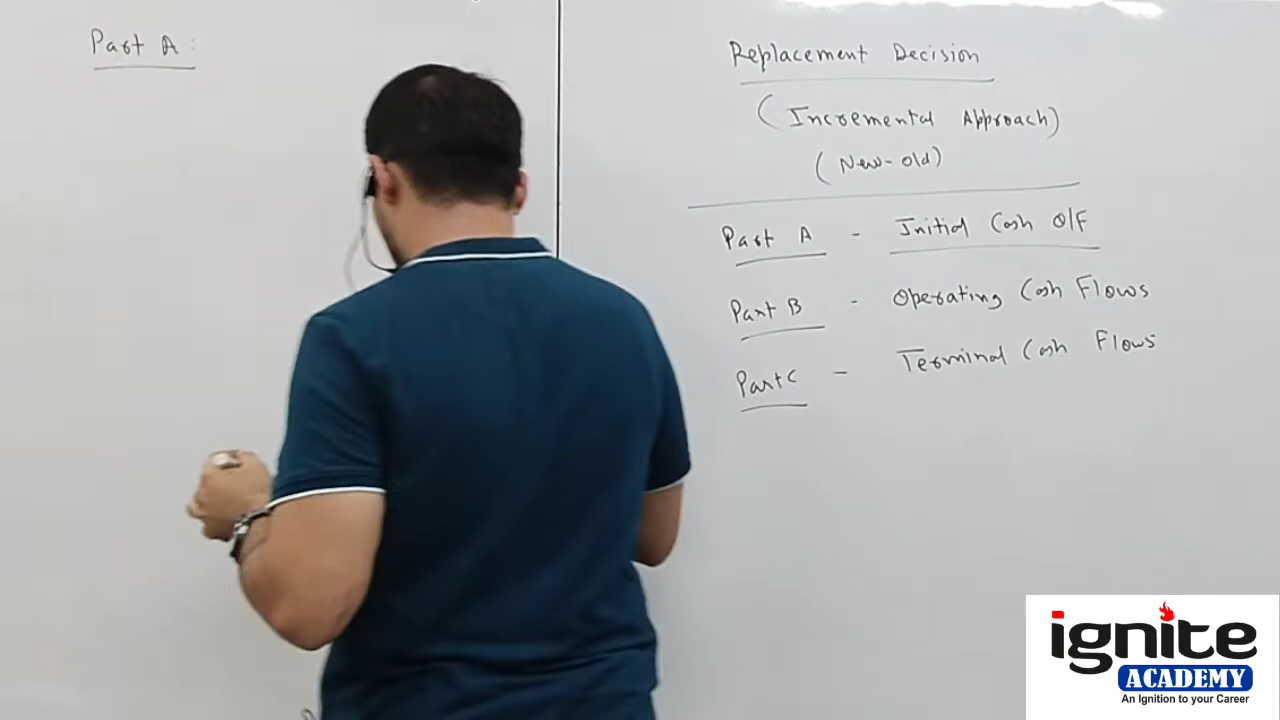 Part A:
Replacement Decision
(Incremental Approach)
(New-old)
Part A - Initial Cash O/F
Part B - Operating Cash Flows
Part C - Terminal Cash Flows
ignite
ACADEMY
An Ignition to your Career